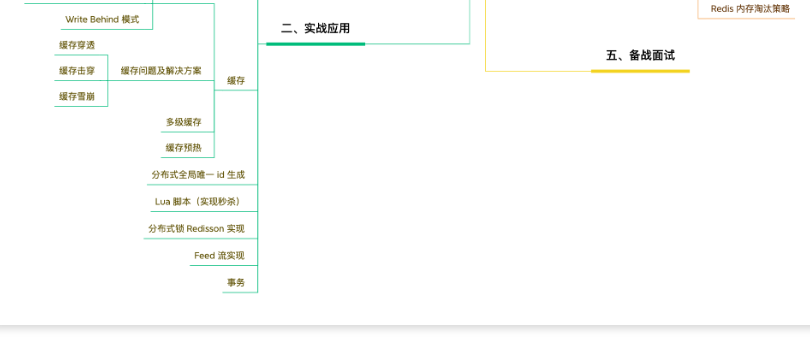 Redis 内存淘汰策略
Write Behind 模式
二、实战应用
缓存穿透
五、备战面试
缓存击穿
缓存问题及解决方案
缓存
缓存雪崩
多级缓存
缓存预热
分布式全局唯一 id 生成
Lua 脚本（实现秒杀）
分布式锁 Redisson 实现
Feed 流实现
事务